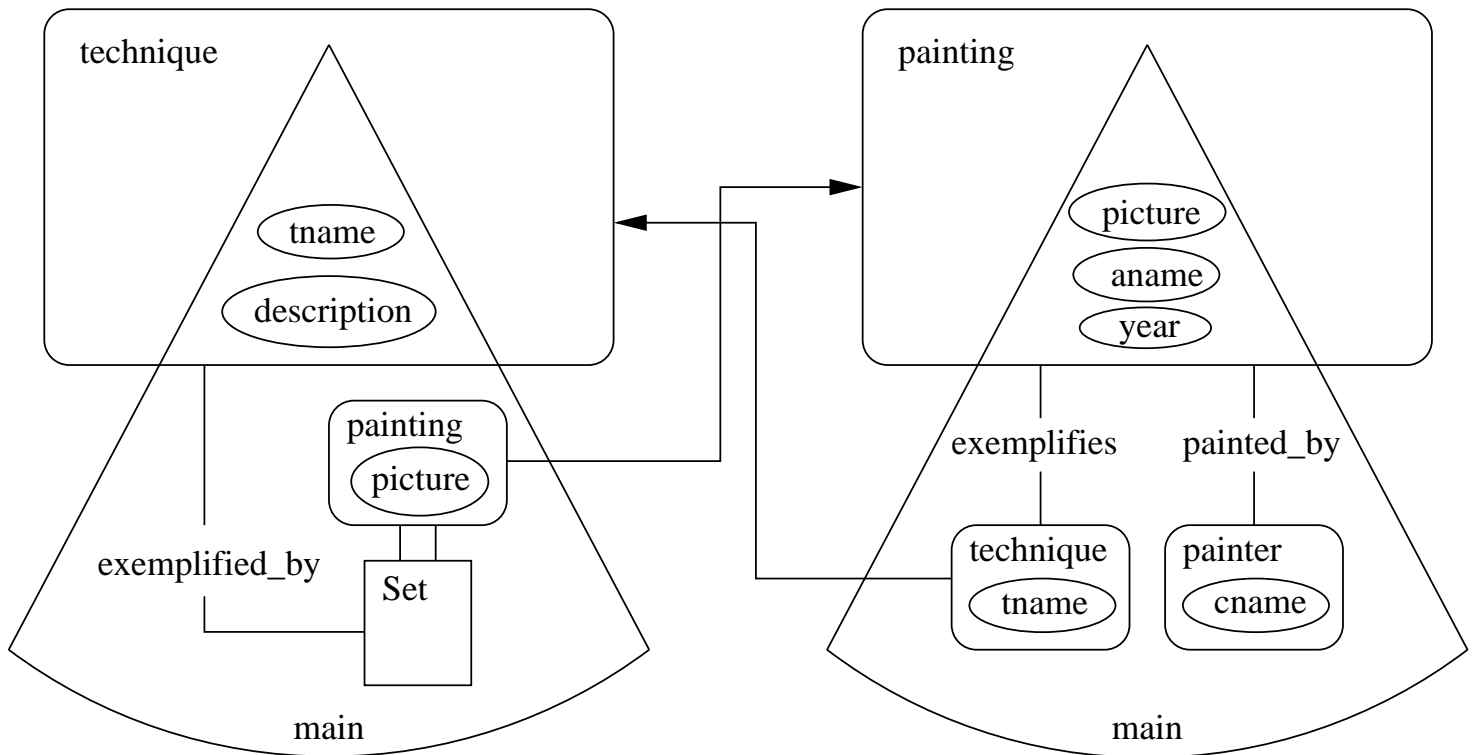 technique
tname
description
painting
picture
exemplified_by
Set
main
painting
picture
aname
year
exemplifies
painted_by
technique
tname
painter
cname
main